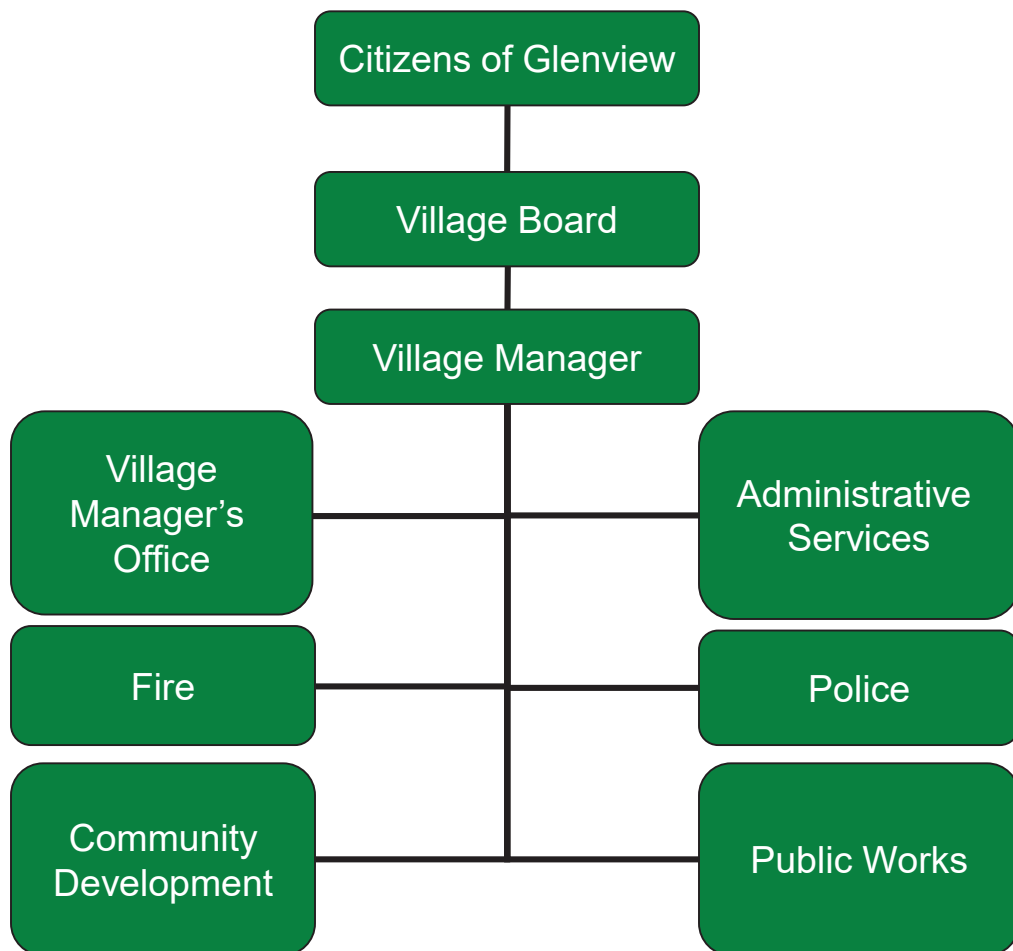 Citizens of Glenview
Village Board
Village Manager
Village
Manager’s
Office
Administrative
Services
Fire
Police
Community
Development
Public Works